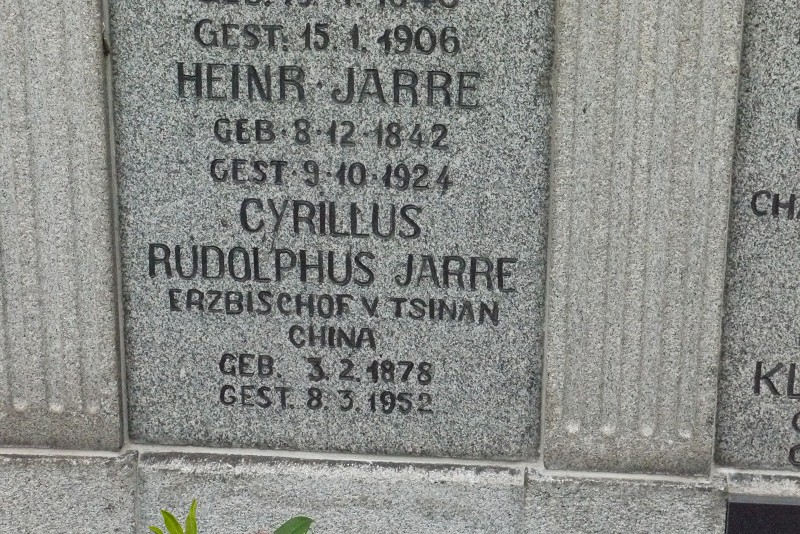 GEST. 15.1.1906
HEINR. JARRE
GEB. 8.12.1842
GEST. 9.10.1924
CYRILLUS
RUDOLPHUS JARRE
ERZBISCHOF V. TSINAN
CHINA
GEB. 3.2.1878
GEST. 8.3.1952